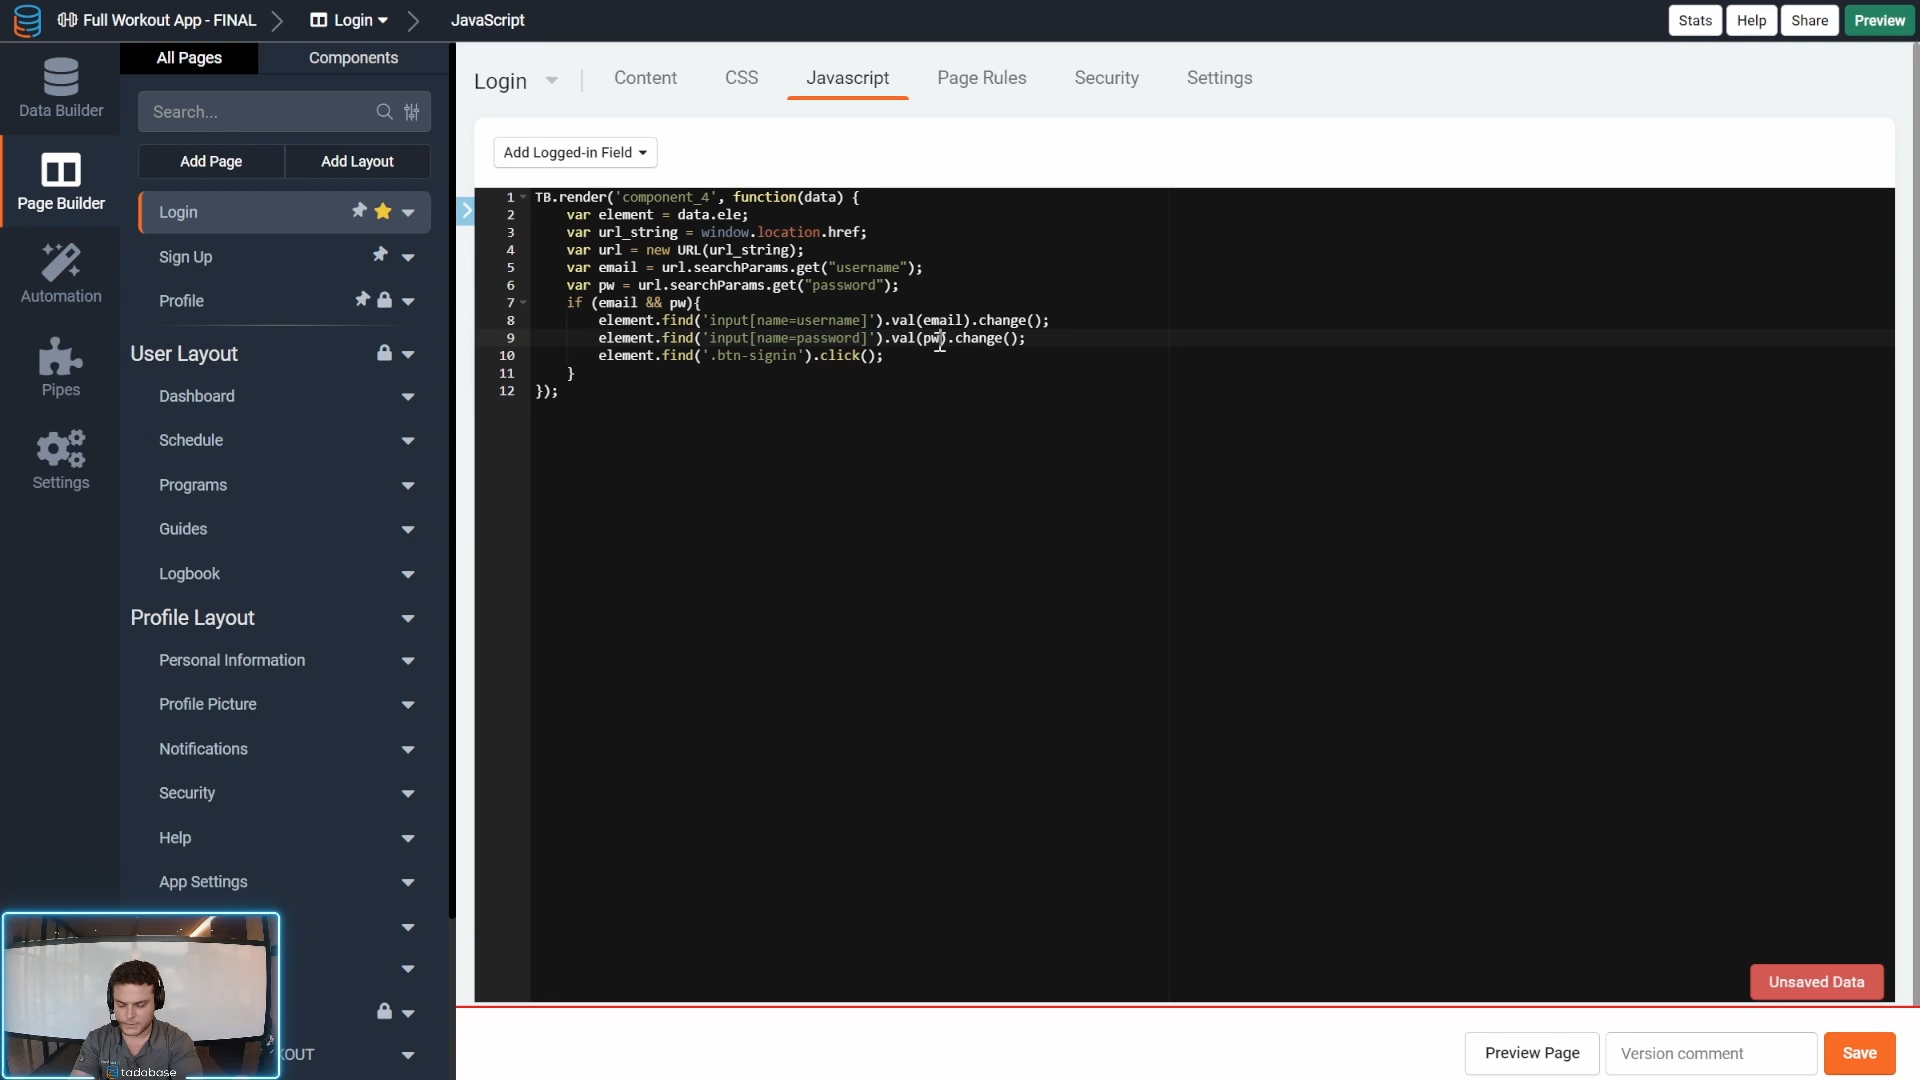 Full Workout App - FINAL
Login
JavaScript
Stats
Help
Share
Preview
All Pages
Components
Data Builder
Page Builder
Automation
Pipes
Settings
Search...
Add Page
Add Layout
Login
Sign Up
Profile
User Layout
Dashboard
Schedule
Programs
Guides
Logbook
Profile Layout
Personal Information
Profile Picture
Notifications
Security
Help
App Settings
KOUT
tadabase
Login
Content
CSS
Javascript
Page Rules
Security
Settings
Add Logged-in Field
1 TB.render('component_4', function(data) {
2 var element = data.ele;
3 var url_string = window.location.href;
4 var url = new URL(url_string);
5 var email = url.searchParams.get("username");
6 var pw = url.searchParams.get("password");
7 if (email && pw){
8 element.find('input[name=username]').val(email).change();
9 element.find('input[name=password]').val(pw).change();
10 element.find('.btn-signin').click();
11 }
12 });
Unsaved Data
Preview Page
Version comment
Save